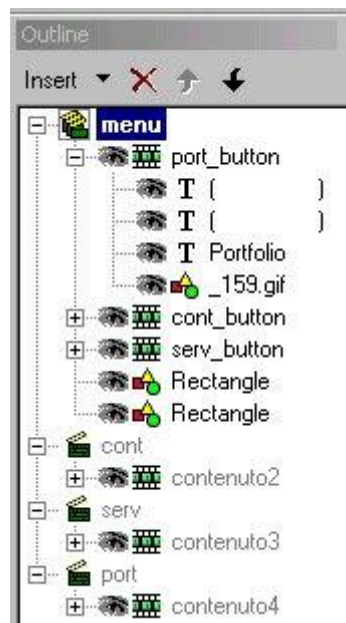 Outline
Insert
menu
port_button
T (          )
T (          )
T Portfolio
_159.gif
cont_button
serv_button
Rectangle
Rectangle
cont
contenuto2
serv
contenuto3
port
contenuto4